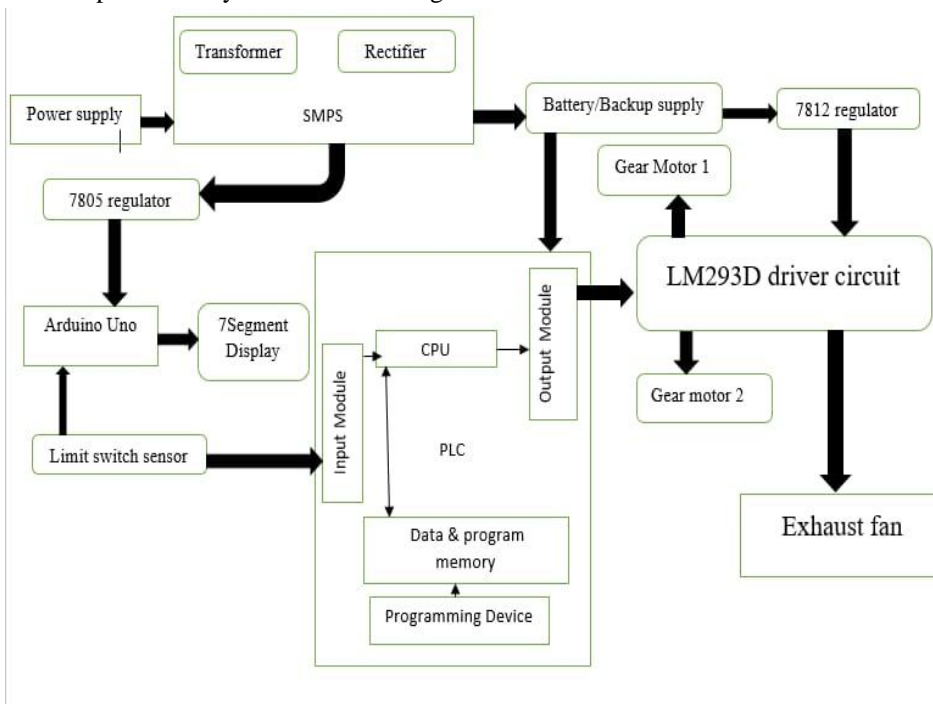 Transformer
Rectifier
Power supply
SMPS
Battery/Backup supply
7812 regulator
Gear Motor 1
7805 regulator
LM293D driver circuit
Arduino Uno
7Segment
Display
CPU
Output Module
Gear motor 2
Input Module
Limit switch sensor
PLC
Exhaust fan
Data & program
memory
Programming Device